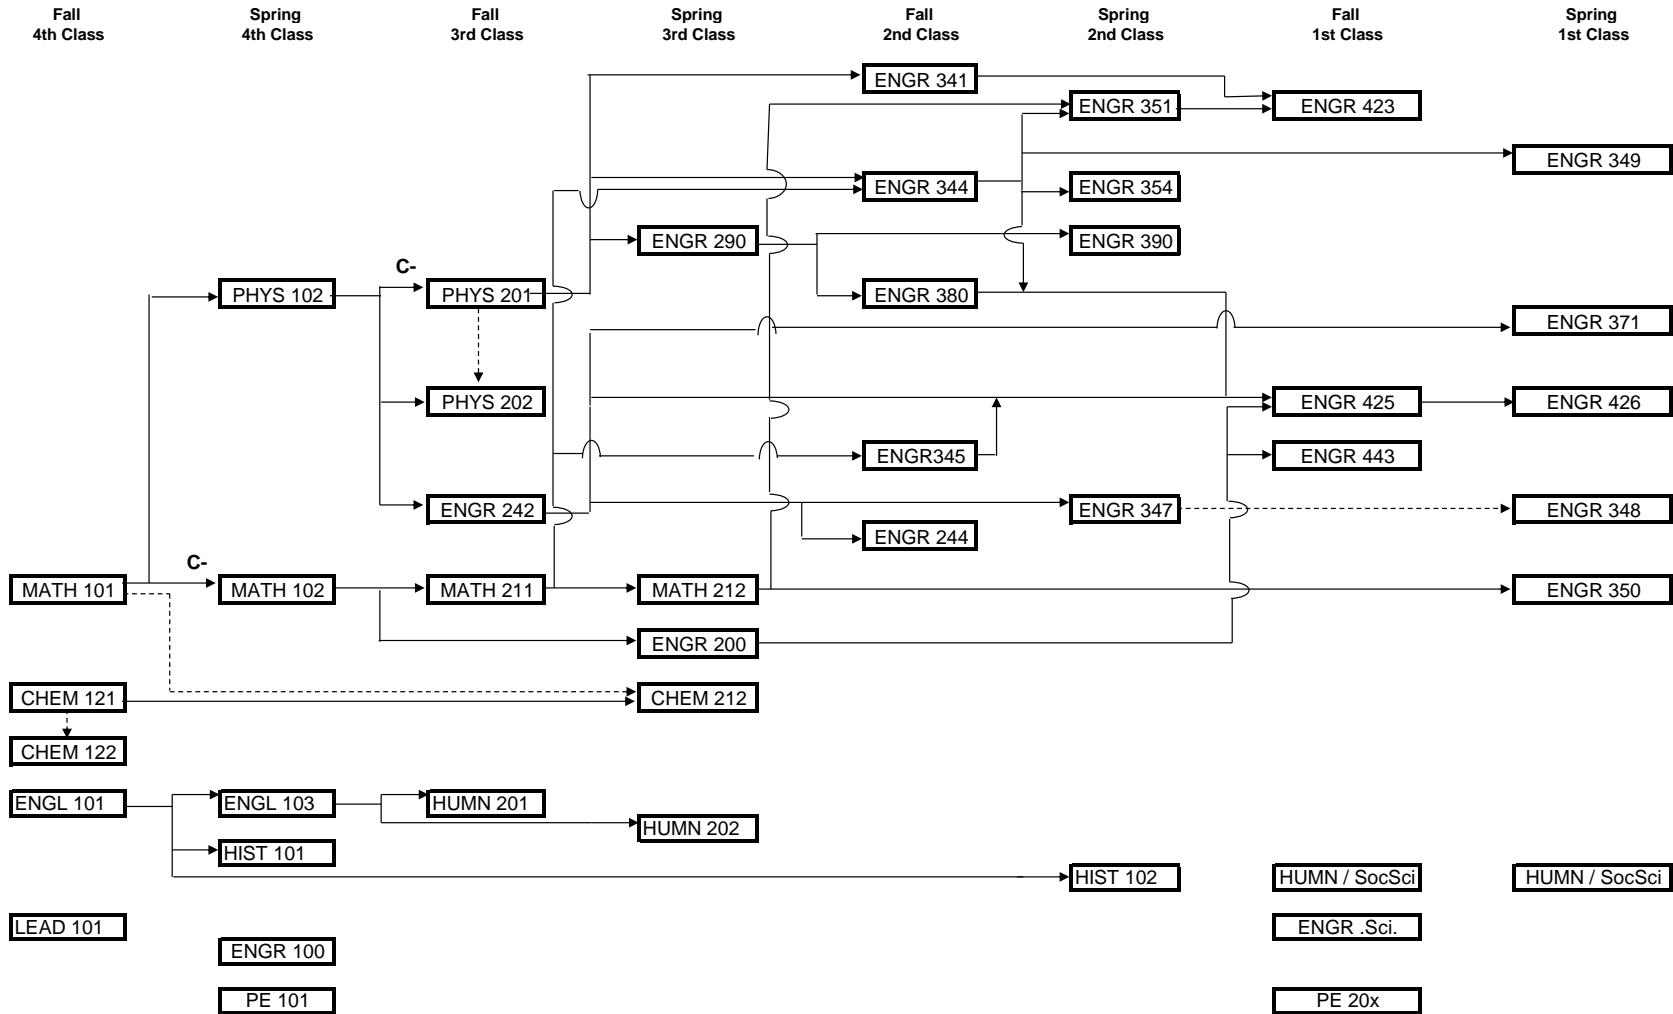 Fall Spring Fall Spring Fall Spring Fall Spring
4th Class 4th Class 3rd Class 3rd Class 2nd Class 2nd Class 1st Class 1st Class
ENGR 341
ENGR 351 ENGR 423
ENGR 349
ENGR 344 ENGR 354
ENGR 290 ENGR 390
C-
PHYS 102 PHYS 201 ENGR 380
ENGR 371
PHYS 202 ENGR 425 ENGR 426
ENGR345 ENGR 443
ENGR 242 ENGR 347 ENGR 348
ENGR 244
C-
MATH 101 MATH 102 MATH 211 MATH 212 ENGR 350
ENGR 200
CHEM 121 CHEM 212
CHEM 122
ENGL 101 ENGL 103 HUMN 201
HUMN 202
HIST 101
HIST 102 HUMN / SocSci HUMN / SocSci
LEAD 101 ENGR .Sci.
ENGR 100
PE 101 PE 20x